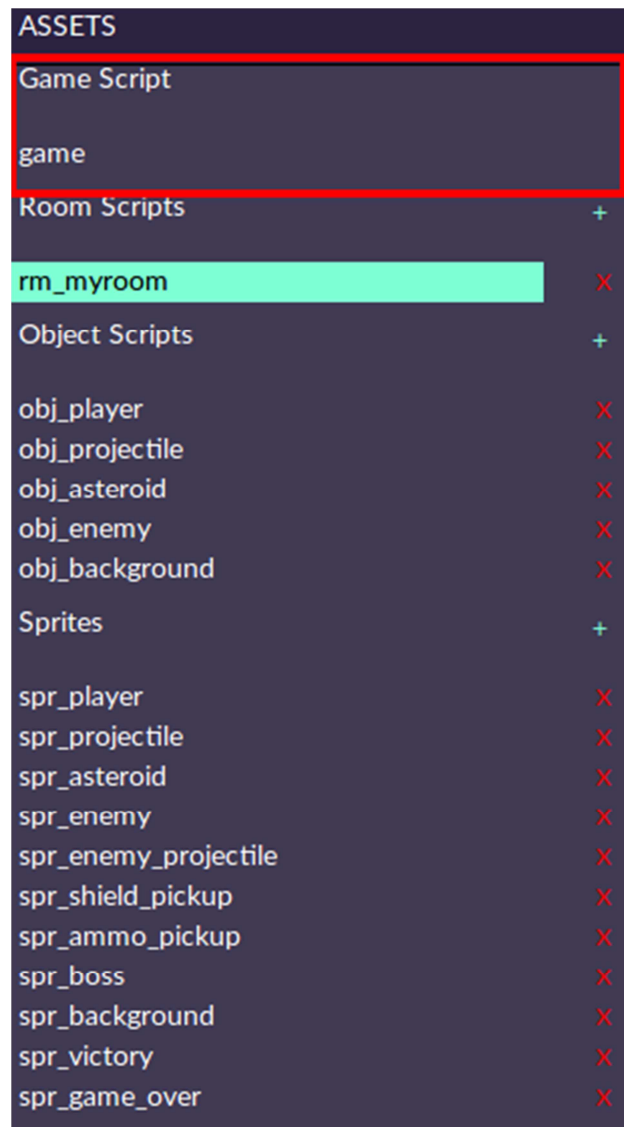 ASSETS
Game Script
game
Room Scripts +
rm_myroom X
Object Scripts +
obj_player X
obj_projectile X
obj_asteroid X
obj_enemy X
obj_background X
Sprites +
spr_player X
spr_projectile X
spr_asteroid X
spr_enemy X
spr_enemy_projectile X
spr_shield_pickup X
spr_ammo_pickup X
spr_boss X
spr_background X
spr_victory X
spr_game_over X